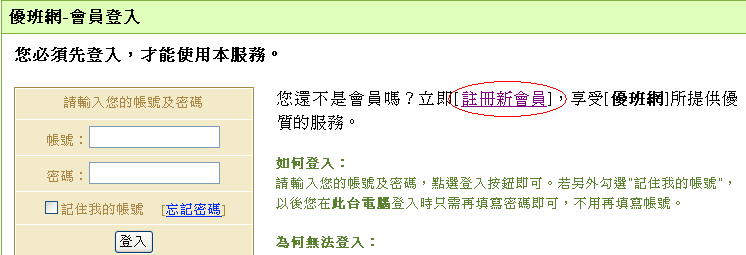 優班網-會員登入
您必須先登入，才能使用本服務。
請輸入您的帳號及密碼
帳號：
密碼：
記住我的帳號 [忘記密碼]
登入
您還不是會員嗎？立即[註冊新會員]，享受[優班網]所提供優
質的服務。
如何登入：
請輸入您的帳號及密碼，點選登入按鈕即可。若另外勾選"記住我的帳號"，
以後您在此台電腦登入時只需再填寫密碼即可，不用再填寫帳號。
為何無法登入：